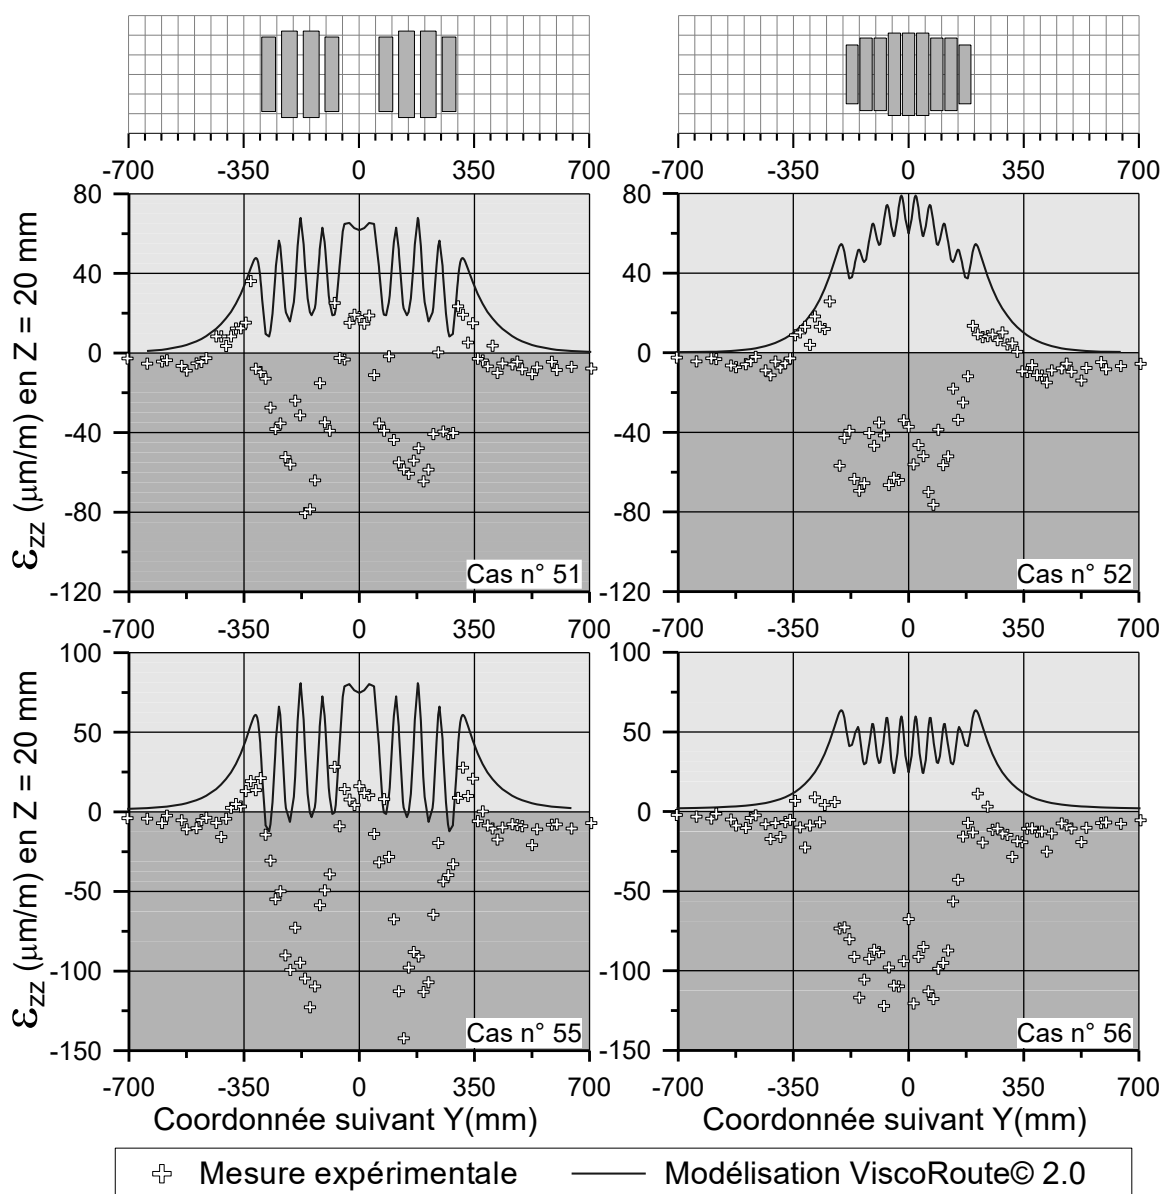 -700 -350 0 350 700
-700 -350 0 350 700
80
40
0
-40
-80
-120
εzz (μm/m) en Z = 20 mm
Cas n° 51
-700 -350 0 350 700
80
40
0
-40
-80
-120
Cas n° 52
-700 -350 0 350 700
100
50
0
-50
-100
-150
εzz (μm/m) en Z = 20 mm
Cas n° 55
-700 -350 0 350 700
Coordonnée suivant Y(mm)
100
50
0
-50
-100
-150
Cas n° 56
-700 -350 0 350 700
Coordonnée suivant Y(mm)
Mesure expérimentale
Modélisation ViscoRoute© 2.0